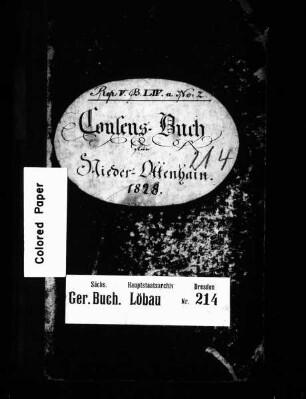 Rep. V. B. LIV. a. No. 2
Consens-Buch
über
Nieder-Ottenhain.
1828.
214
Colored Paper
Sächs. Hauptstaatsarchiv Dresden
Ger. Buch. Löbau Nr. 214